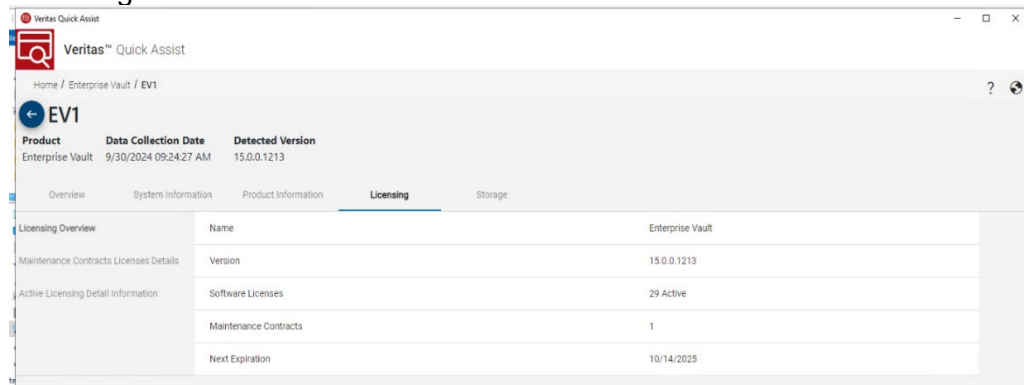 Veritas Quick Assist
Veritas™ Quick Assist
Home / Enterprise Vault / EV1
?
EV1
Product Data Collection Date Detected Version
Enterprise Vault 9/30/2024 09:24:27 AM 15.0.0.1213
Overview System Information Product Information Licensing Storage
Licensing Overview Name Enterprise Vault
Maintenance Contracts Licenses Details Version 15.0.0.1213
Active Licensing Detail Information Software Licenses 29 Active
Maintenance Contracts 1
Next Expiration 10/14/2025